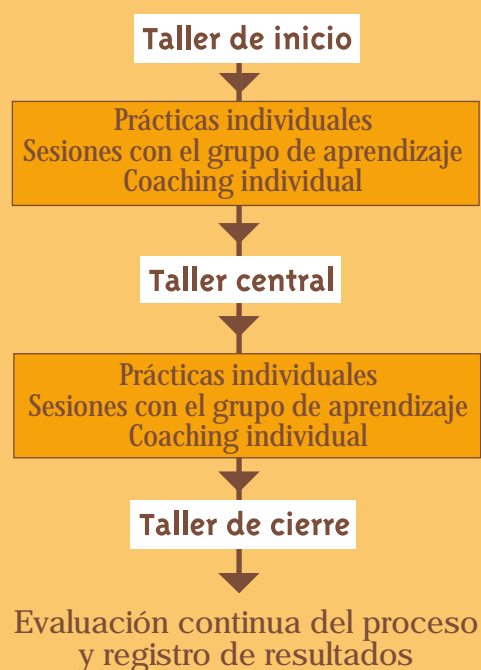 Taller de inicio
Prácticas individuales
Sesiones con el grupo de aprendizaje
Coaching individual
Taller central
Prácticas individuales
Sesiones con el grupo de aprendizaje
Coaching individual
Taller de cierre
Evaluación continua del proceso
y registro de resultados